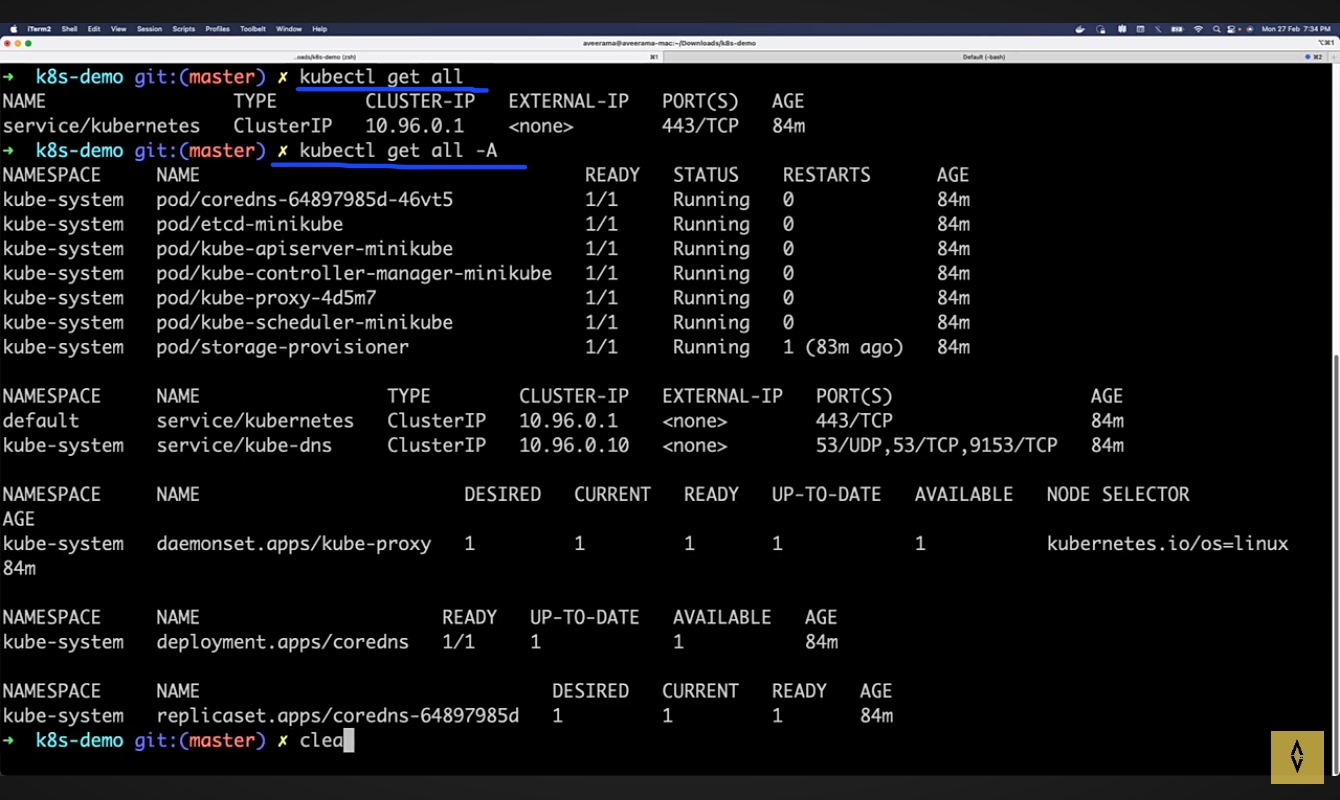 iTerm2 Shell Edit View Session Scripts Profiles Toolbelt Window Help Mon 27 Feb 7:34 PM
aveerama@aveerama-mac:~/Downloads/k8s-demo ⌥⌘1
..oads/k8s-demo (zsh) ⌘1 Default (-bash) ⌘2
➜ k8s-demo git:(master) ✗ kubectl get all
NAME TYPE CLUSTER-IP EXTERNAL-IP PORT(S) AGE
service/kubernetes ClusterIP 10.96.0.1 <none> 443/TCP 84m
➜ k8s-demo git:(master) ✗ kubectl get all -A
NAMESPACE NAME READY STATUS RESTARTS AGE
kube-system pod/coredns-64897985d-46vt5 1/1 Running 0 84m
kube-system pod/etcd-minikube 1/1 Running 0 84m
kube-system pod/kube-apiserver-minikube 1/1 Running 0 84m
kube-system pod/kube-controller-manager-minikube 1/1 Running 0 84m
kube-system pod/kube-proxy-4d5m7 1/1 Running 0 84m
kube-system pod/kube-scheduler-minikube 1/1 Running 0 84m
kube-system pod/storage-provisioner 1/1 Running 1 (83m ago) 84m
NAMESPACE NAME TYPE CLUSTER-IP EXTERNAL-IP PORT(S) AGE
default service/kubernetes ClusterIP 10.96.0.1 <none> 443/TCP 84m
kube-system service/kube-dns ClusterIP 10.96.0.10 <none> 53/UDP,53/TCP,9153/TCP 84m
NAMESPACE NAME DESIRED CURRENT READY UP-TO-DATE AVAILABLE NODE SELECTOR
AGE
kube-system daemonset.apps/kube-proxy 1 1 1 1 1 kubernetes.io/os=linux
84m
NAMESPACE NAME READY UP-TO-DATE AVAILABLE AGE
kube-system deployment.apps/coredns 1/1 1 1 84m
NAMESPACE NAME DESIRED CURRENT READY AGE
kube-system replicaset.apps/coredns-64897985d 1 1 1 84m
➜ k8s-demo git:(master) ✗ clea